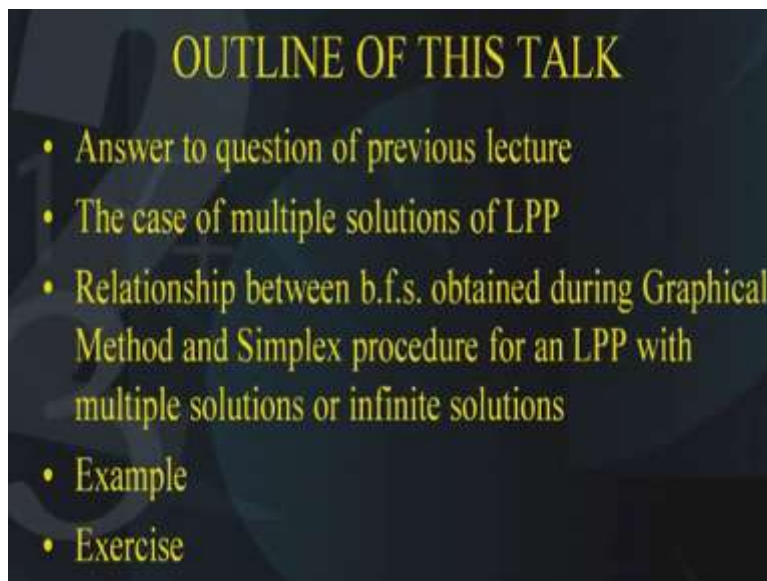 OUTLINE OF THIS TALK
• Answer to question of previous lecture
• The case of multiple solutions of LPP
• Relationship between b.f.s. obtained during Graphical
Method and Simplex procedure for an LPP with
multiple solutions or infinite solutions
• Example
• Exercise